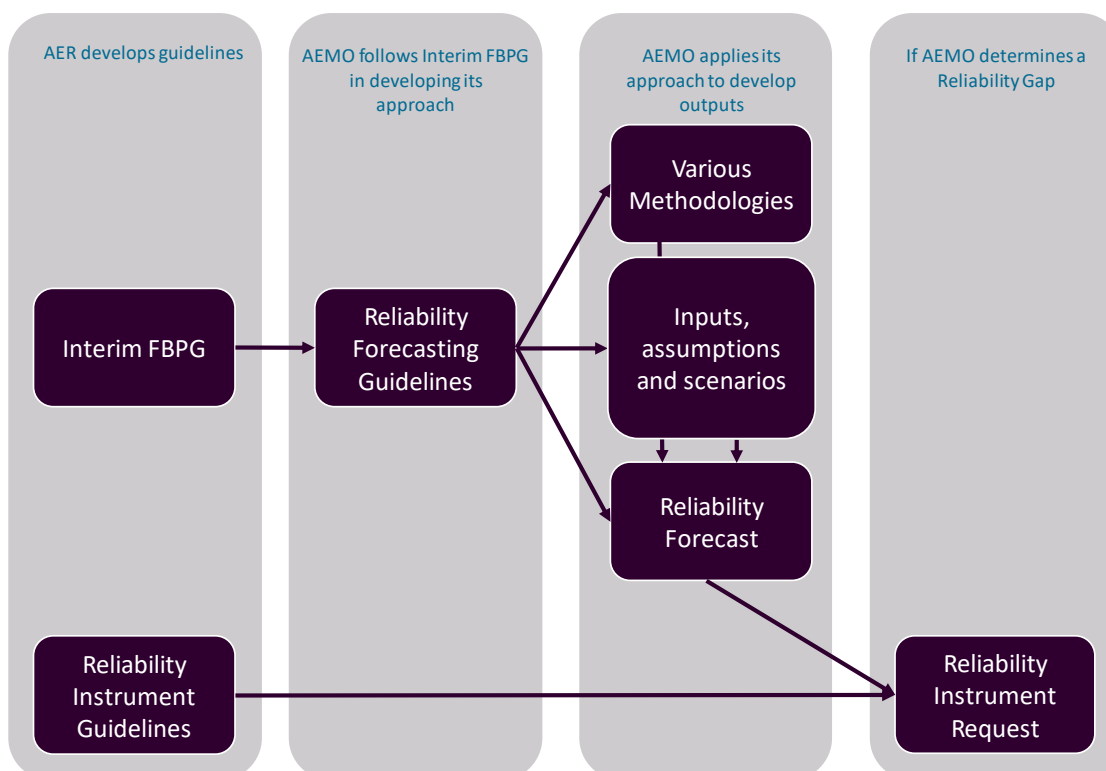 AER develops guidelines
AEMO follows Interim FBPG
in developing its
approach
AEMO applies its
approach to develop
outputs
If AEMO determines a
Reliability Gap
Various
Methodologies
Interim FBPG
Reliability
Forecasting
Guidelines
Inputs,
assumptions
and scenarios
Reliability
Forecast
Reliability
Instrument
Guidelines
Reliability
Instrument
Request